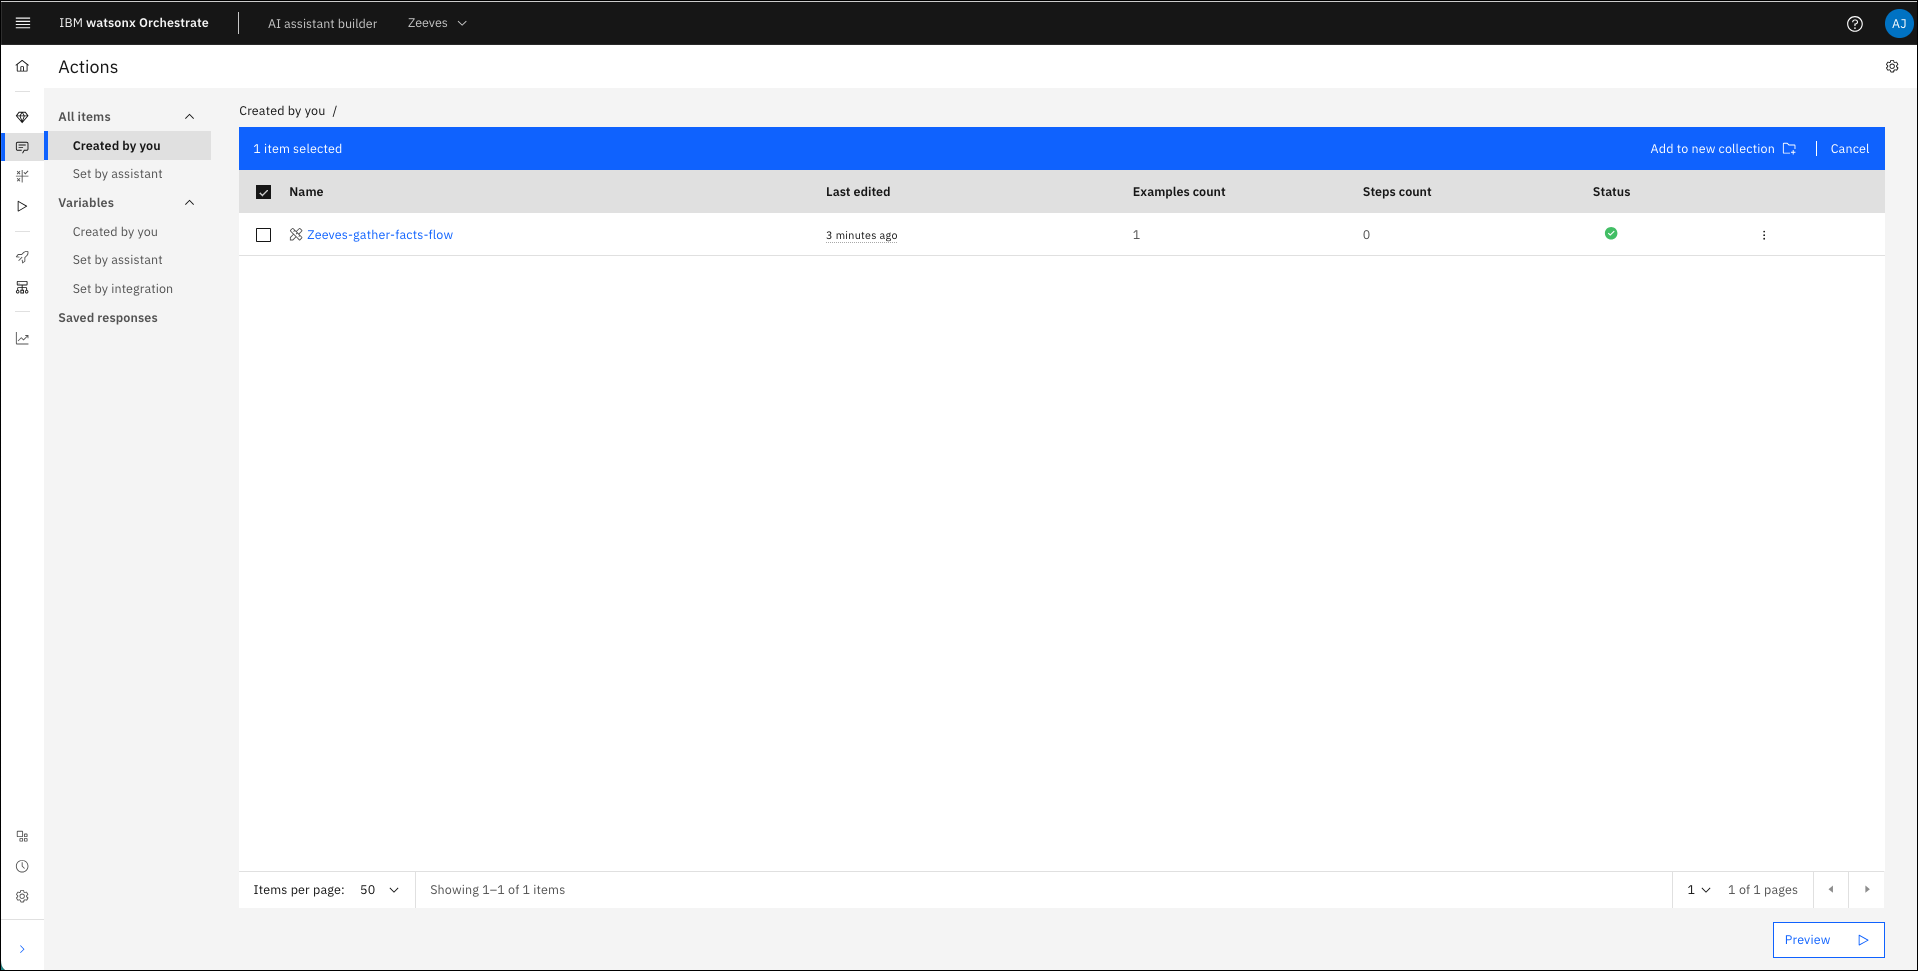 IBM watsonx Orchestrate
AI assistant builder
Zeeves
AJ
Actions
All items
Created by you
Set by assistant
Variables
Created by you
Set by assistant
Set by integration
Saved responses
Created by you /
1 item selected
Add to new collection
Cancel
Name Last edited Examples count Steps count Status
Zeeves-gather-facts-flow 3 minutes ago 1 0
Items per page: 50 Showing 1–1 of 1 items 1 1 of 1 pages
Preview